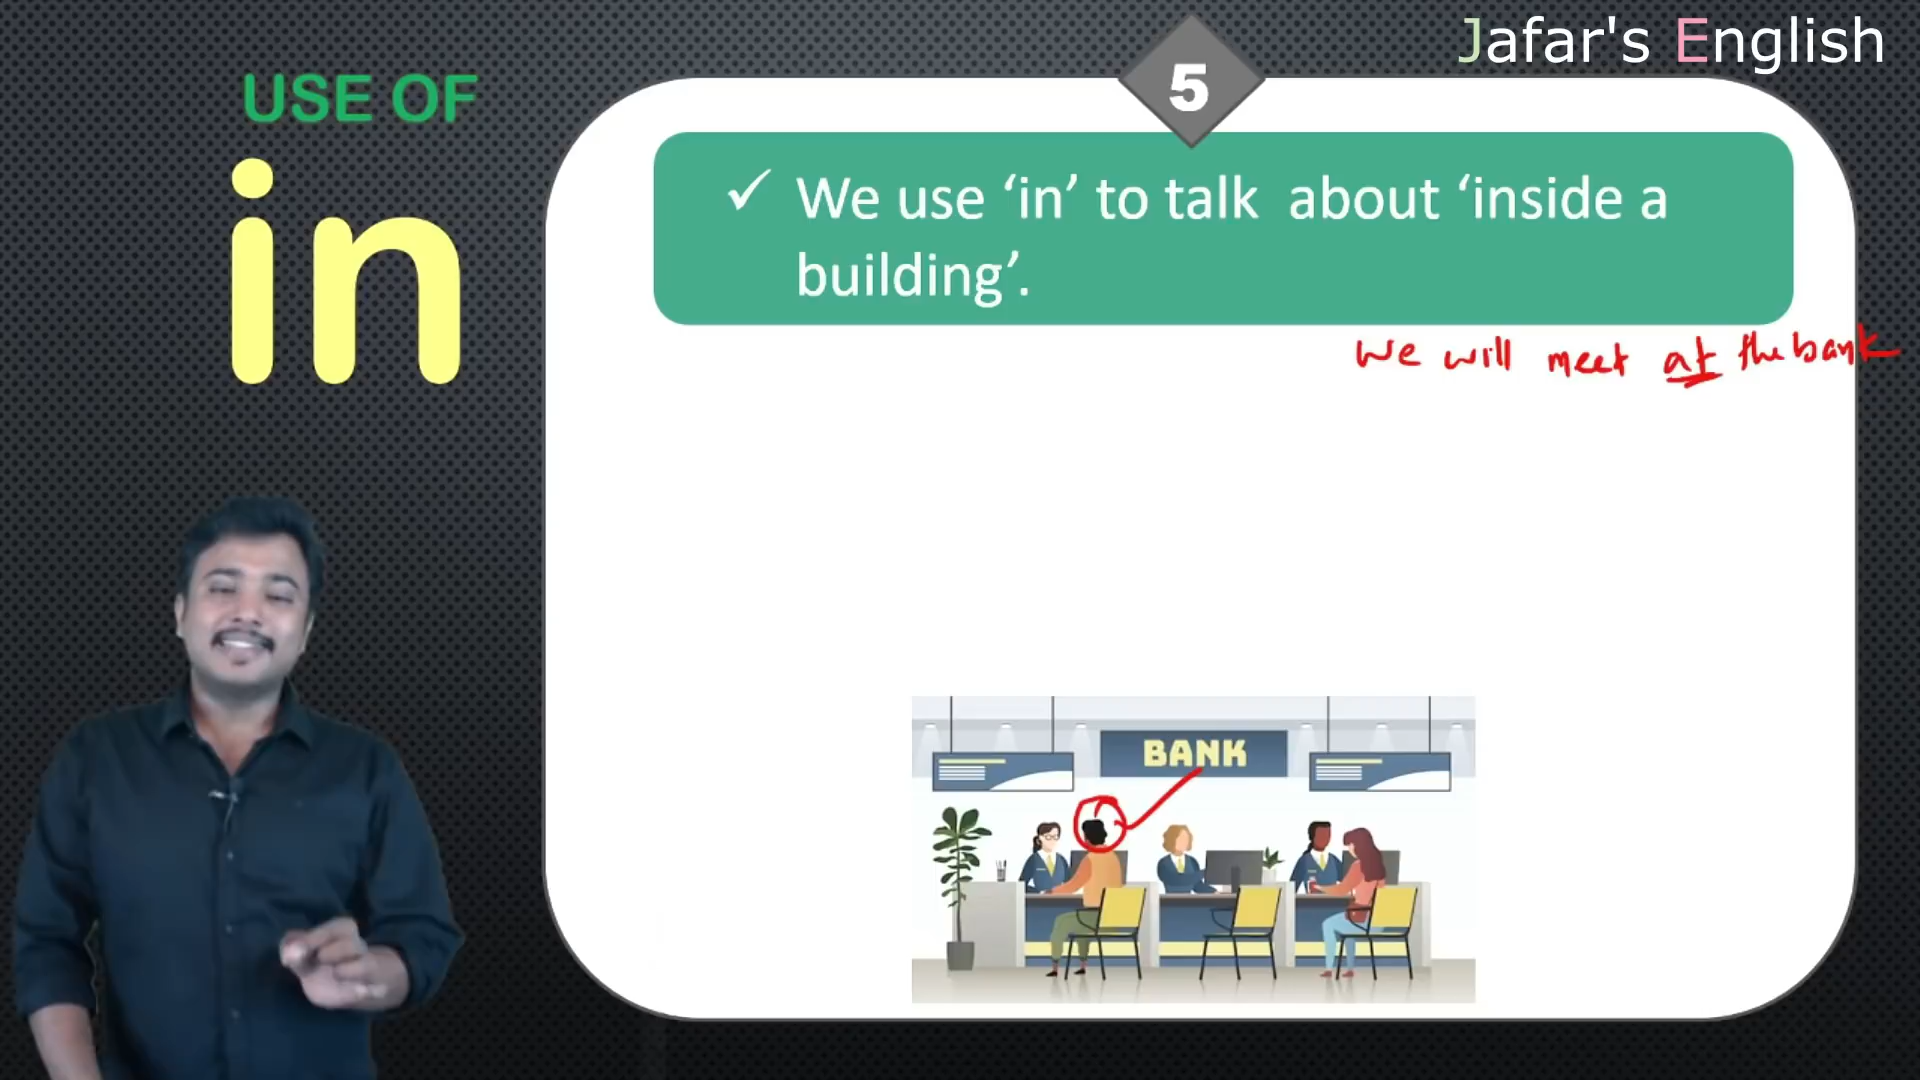 Jafar's English
USE OF
in
5
✓ We use ‘in’ to talk about ‘inside a
building’.
We will meet at the bank
BANK